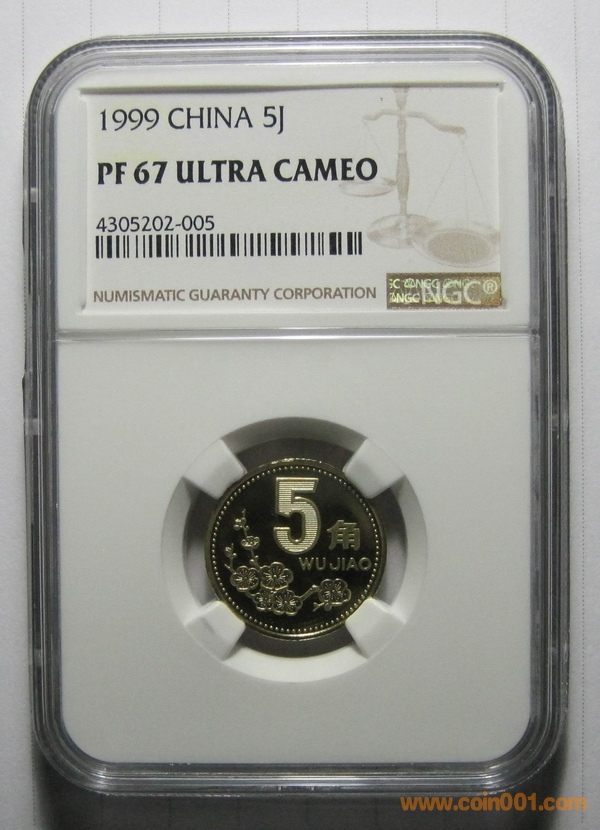 1999 CHINA 5J
PF 67 ULTRA CAMEO
4305202-005
NUMISMATIC GUARANTY CORPORATION
NGC®
5角
WU JIAO
www.coin001.com